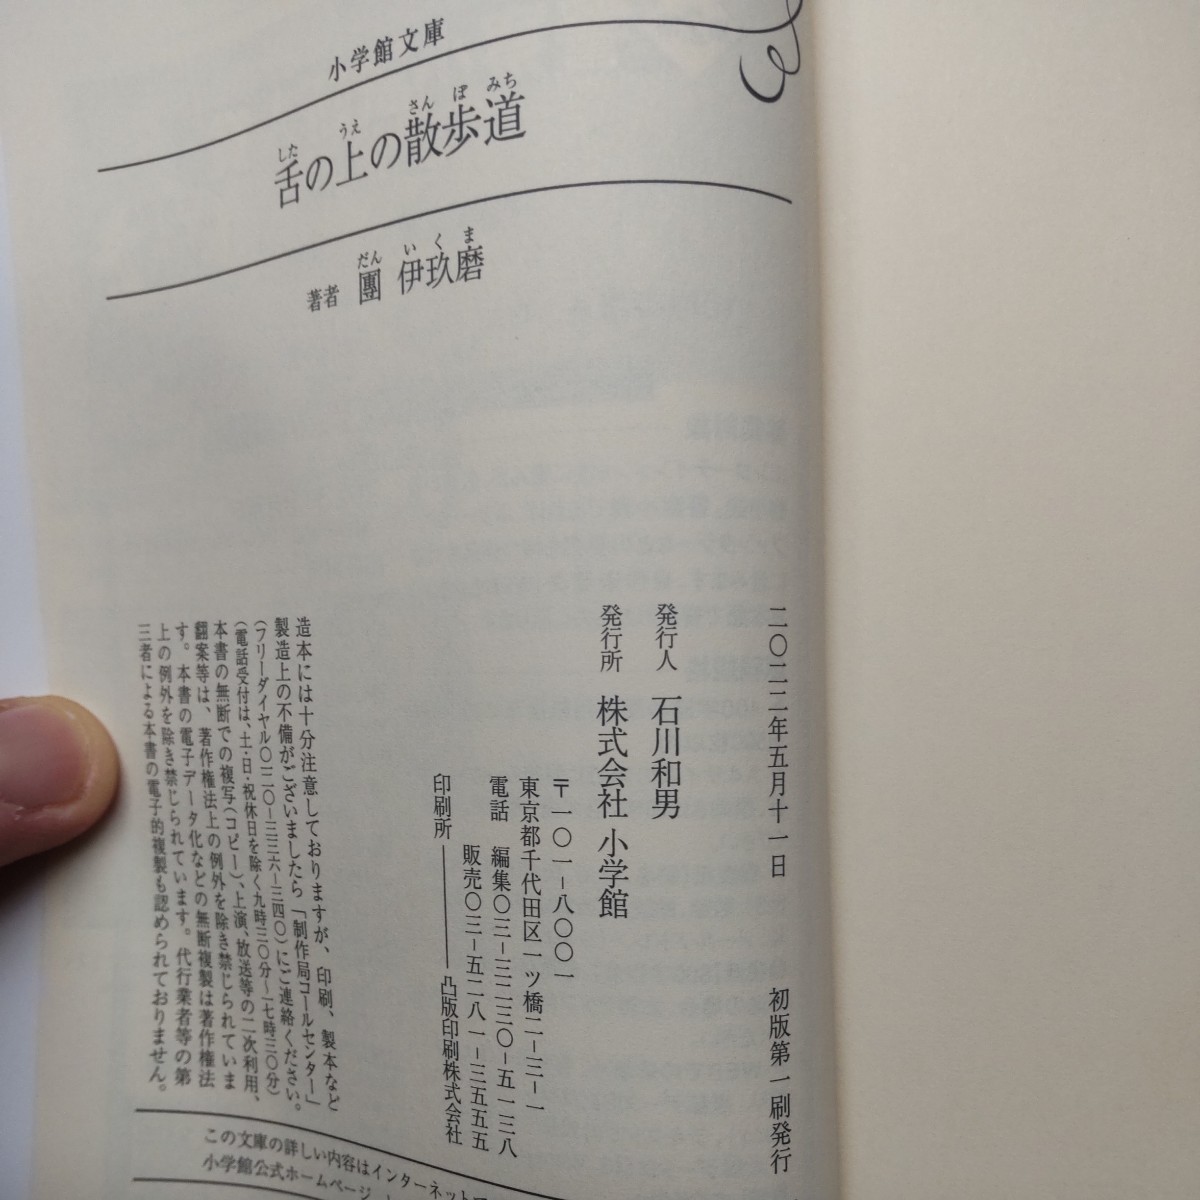 小学館文庫
舌の上の散歩道
した うえ さん ぽ みち
著者 團 伊玖磨
だん い く ま
二〇二二年五月十一日 初版第一刷発行
発行人 石川和男
発行所 株式会社 小学館
〒一〇一-八〇〇一
東京都千代田区一ツ橋二-三-一
電話 編集〇三-三二三〇-五一三八
販売〇三-五二八一-三五五五
印刷所 ―― 凸版印刷株式会社
造本には十分注意しておりますが、印刷、製本など
製造上の不備がございましたら「制作局コールセンター」
(フリーダイヤル〇一二〇-三三六-三四〇)にご連絡ください。
(電話受付は、土・日・祝休日を除く九時三〇分~一七時三〇分)
本書の無断での複写(コピー)、上演、放送等の二次利用、
翻案等は、著作権法上の例外を除き禁じられていま
す。本書の電子データ化などの無断複製は著作権法
上の例外を除き禁じられています。代行業者等の第
三者による本書の電子的複製も認められておりません。
この文庫の詳しい内容はインターネットで
小学館公式ホームページ